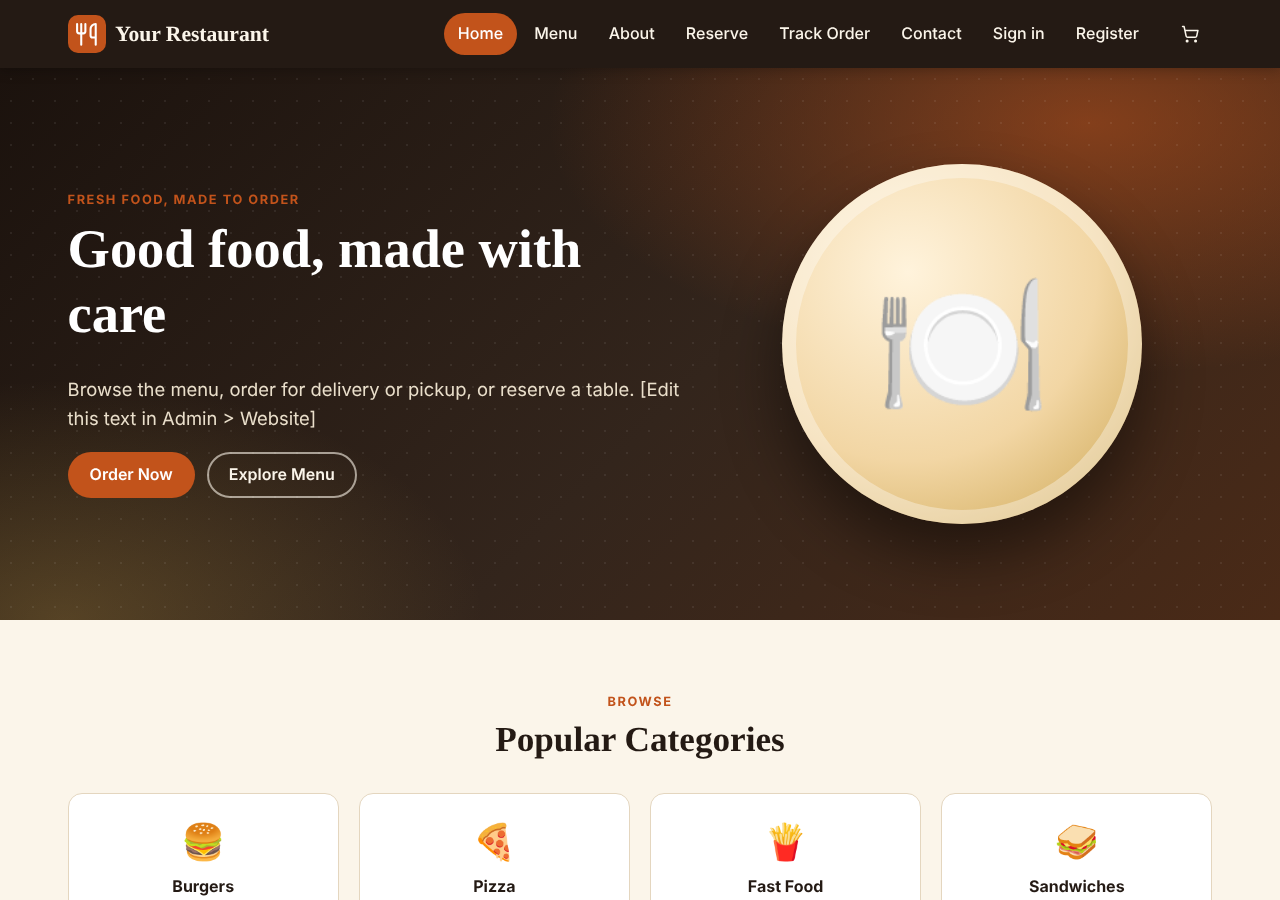 Your Restaurant
Home Menu About Reserve Track Order Contact Sign in Register
FRESH FOOD, MADE TO ORDER
Good food, made with
care
Browse the menu, order for delivery or pickup, or reserve a table. [Edit
this text in Admin > Website]
Order Now Explore Menu
BROWSE
Popular Categories
Burgers Pizza Fast Food Sandwiches